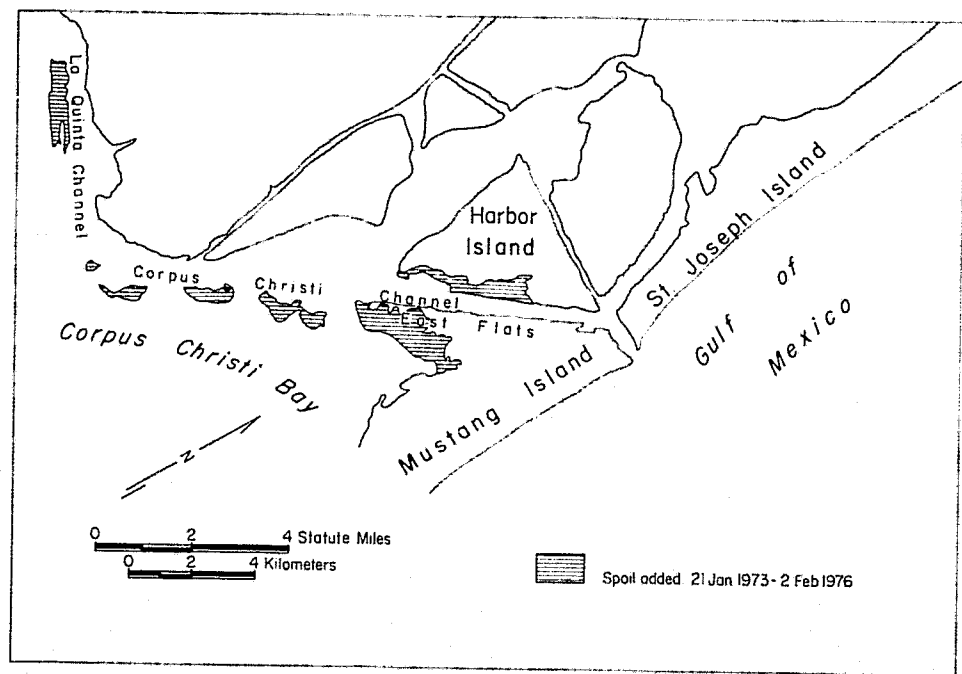 La Quinta Channel
Harbor
Island
St. Joseph Island
Gulf of
Mexico
Corpus Christi Channel
East Flats
Corpus Christi Bay
Mustang Island
N
0 2 4 Statute Miles
0 2 4 Kilometers
Spoil added 21 Jan 1973 - 2 Feb 1976